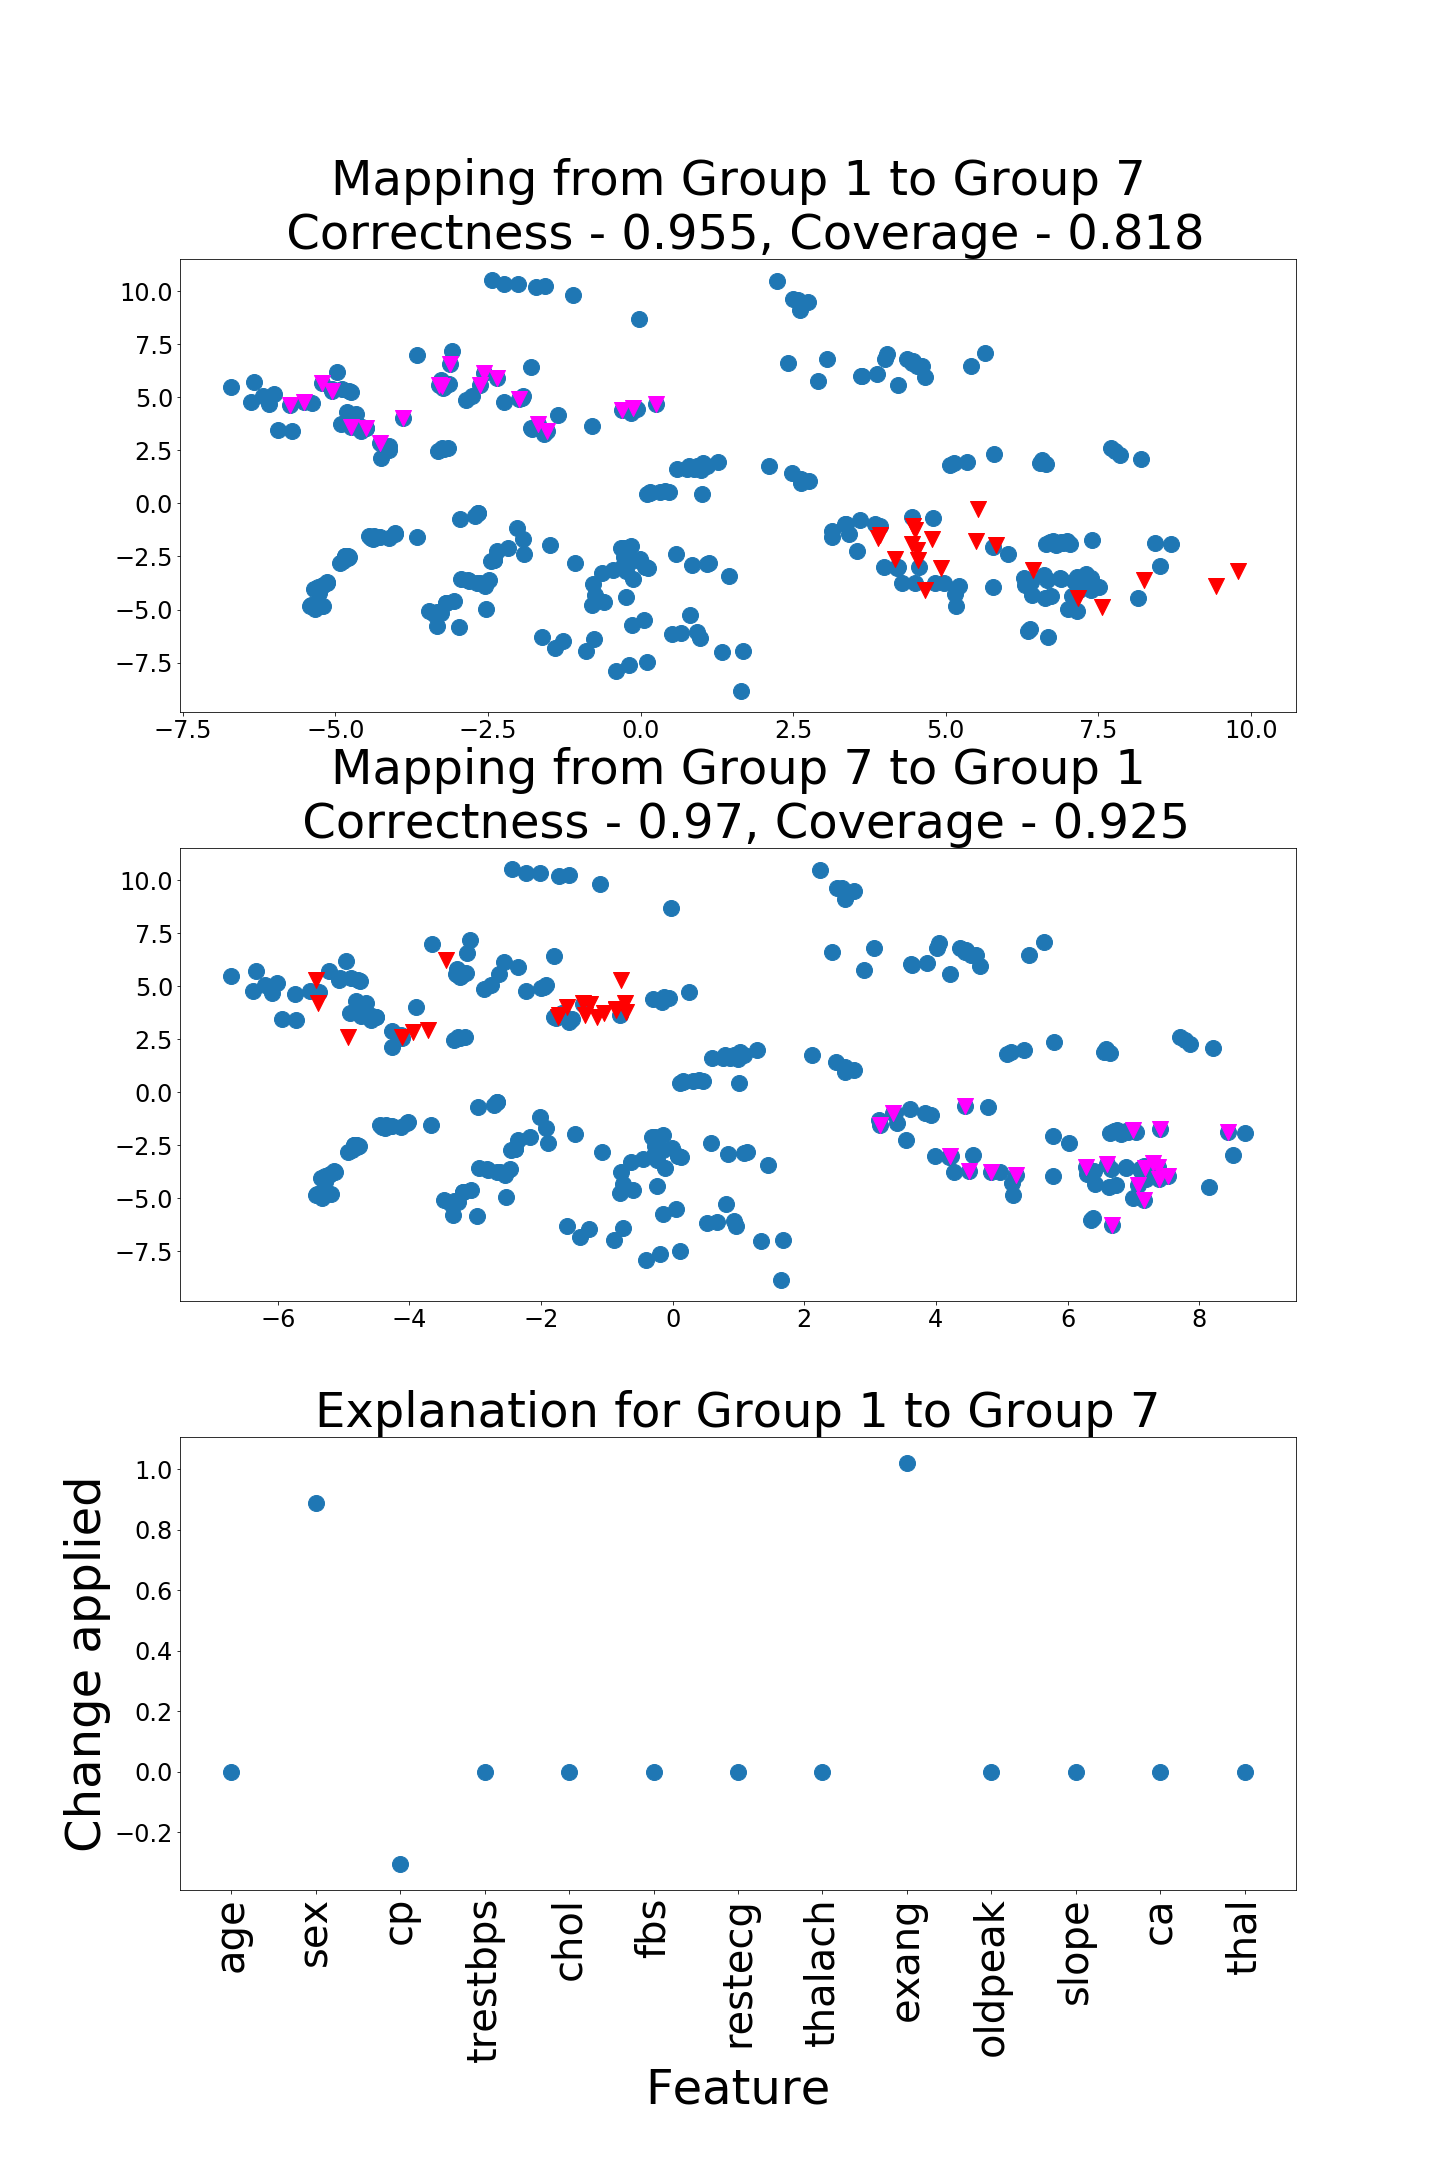 Mapping from Group 1 to Group 7
Correctness - 0.955, Coverage - 0.818
10.0
7.5
5.0
2.5
0.0
−2.5
−5.0
−7.5
−7.5 −5.0 −2.5 0.0 2.5 5.0 7.5 10.0
Mapping from Group 7 to Group 1
Correctness - 0.97, Coverage - 0.925
10.0
7.5
5.0
2.5
0.0
−2.5
−5.0
−7.5
−6 −4 −2 0 2 4 6 8
Explanation for Group 1 to Group 7
Change applied
1.0
0.8
0.6
0.4
0.2
0.0
−0.2
age
sex
cp
trestbps
chol
fbs
restecg
thalach
exang
oldpeak
slope
ca
thal
Feature